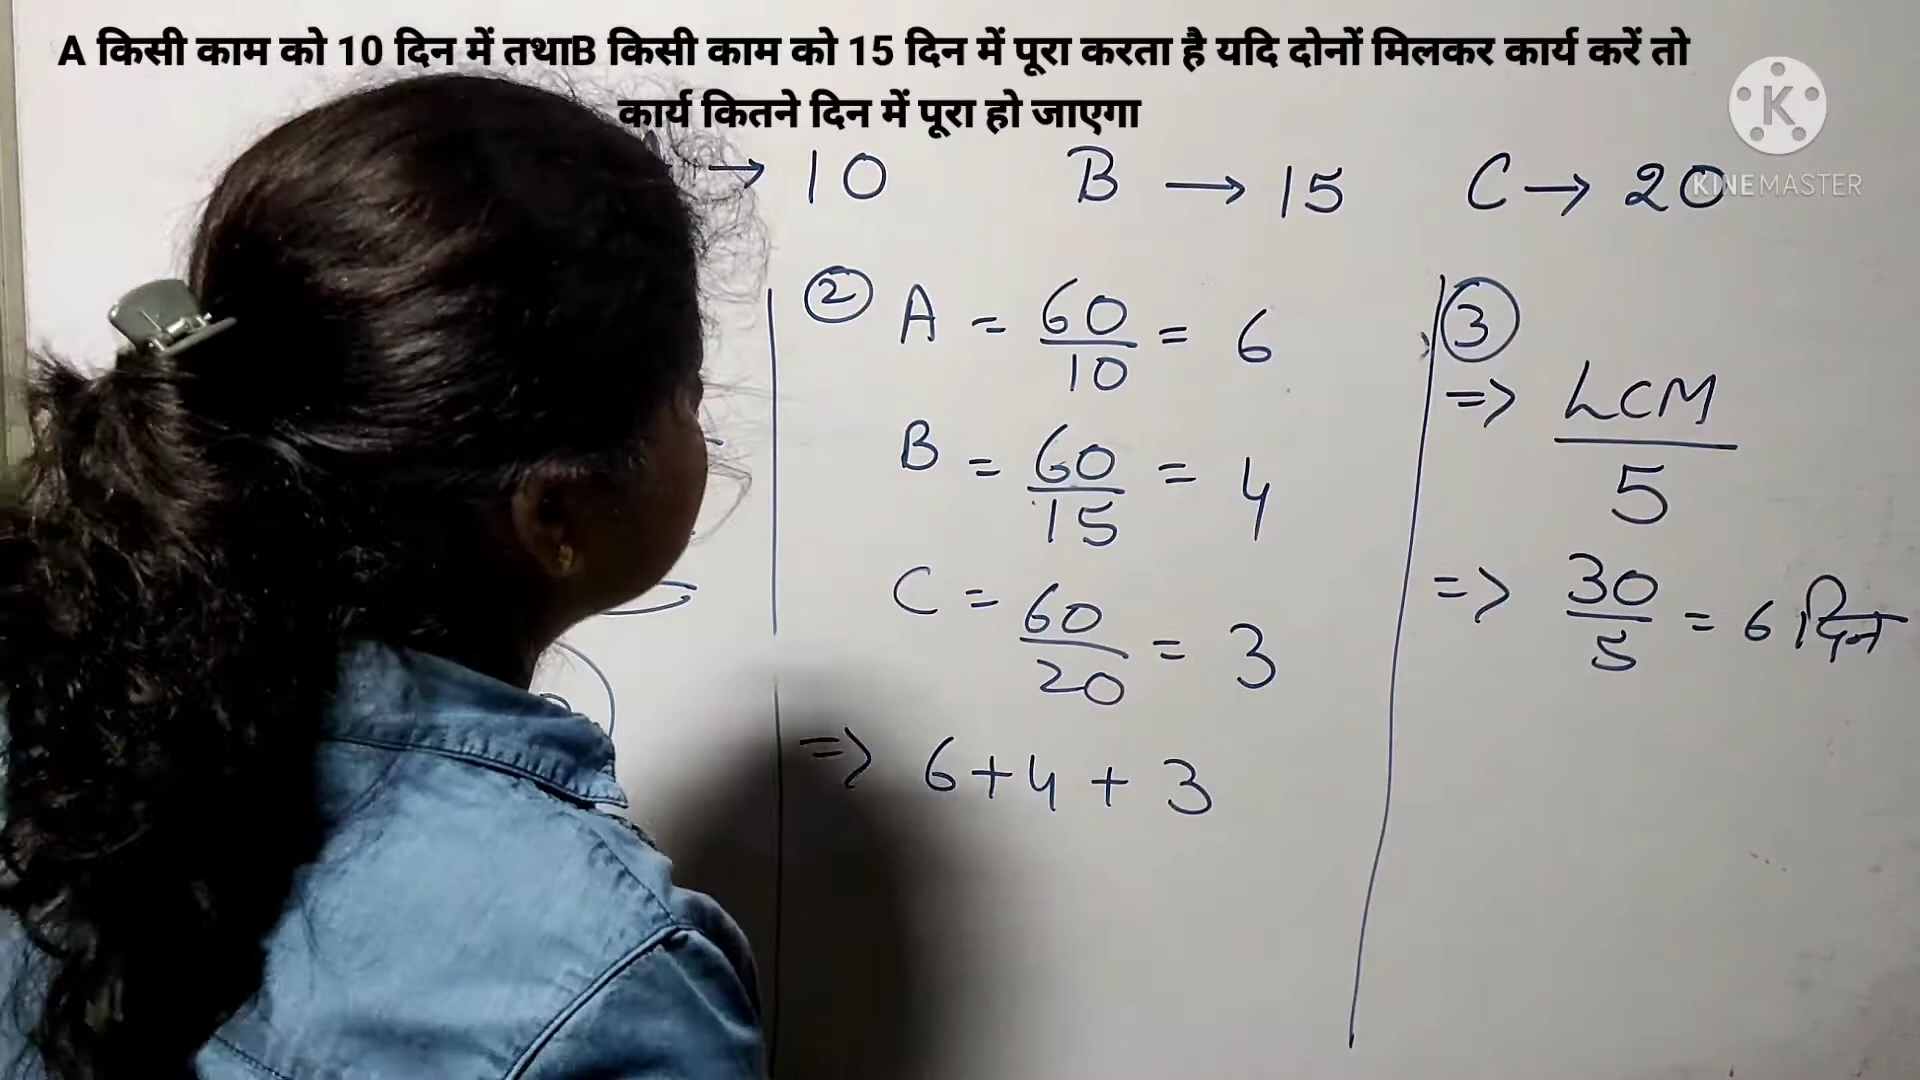 A किसी काम को 10 दिन में तथाB किसी काम को 15 दिन में पूरा करता है यदि दोनों मिलकर कार्य करें तो
कार्य कितने दिन में पूरा हो जाएगा
K
KINEMASTER
→ 10 B → 15 C → 20
② A = 60/10 = 6
B = 60/15 = 4
C = 60/20 = 3
=> 6+4+3
③
=> LCM/5
=> 30/5 = 6 दिन